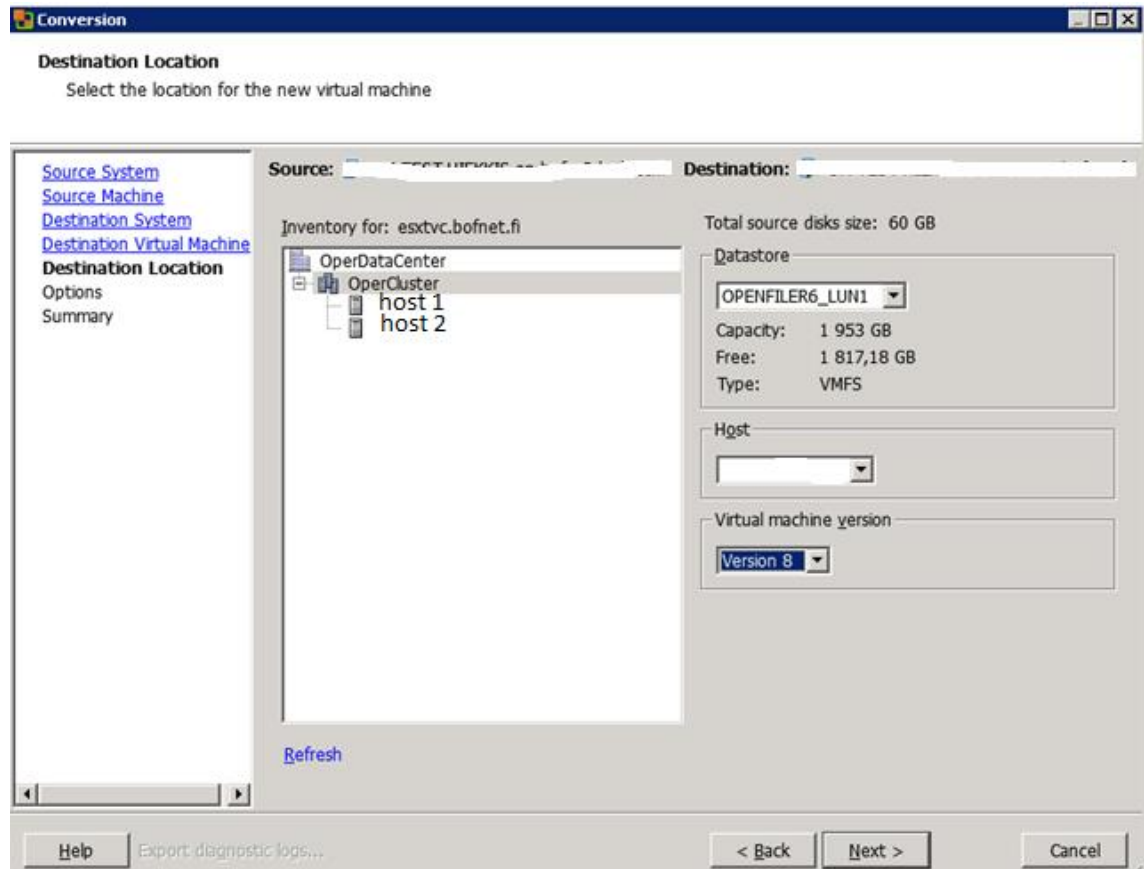 Conversion
Destination Location
Select the location for the new virtual machine
Source System
Source Machine
Destination System
Destination Virtual Machine
Destination Location
Options
Summary
Source:
Destination:
Inventory for: esxtvc.bofnet.fi
OperDataCenter
OperCluster
host 1
host 2
Refresh
Total source disks size: 60 GB
Datastore
OPENFILER6_LUN1
Capacity: 1 953 GB
Free: 1 817,18 GB
Type: VMFS
Host
Virtual machine version
Version 8
Help Export diagnostic logs... < Back Next > Cancel